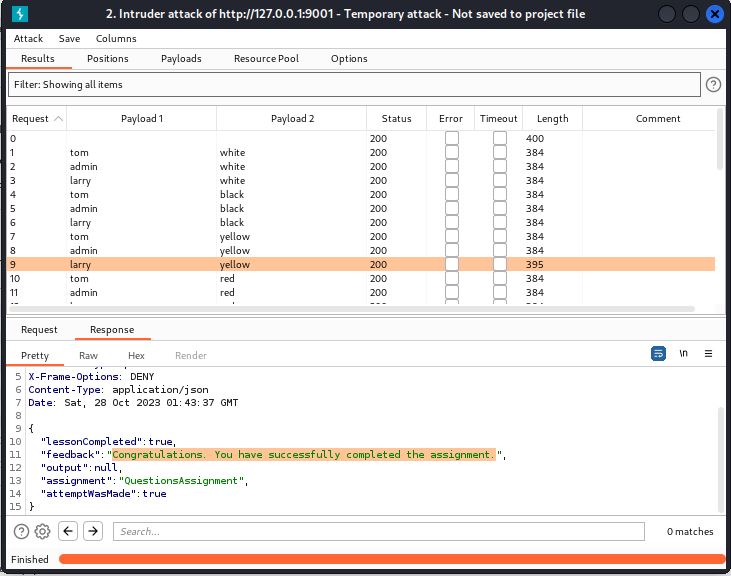 2. Intruder attack of http://127.0.0.1:9001 - Temporary attack - Not saved to project file
Attack Save Columns
Results Positions Payloads Resource Pool Options
Filter: Showing all items
Request Payload 1 Payload 2 Status Error Timeout Length Comment
0 200 400
1 tom white 200 384
2 admin white 200 384
3 larry white 200 384
4 tom black 200 384
5 admin black 200 384
6 larry black 200 384
7 tom yellow 200 384
8 admin yellow 200 384
9 larry yellow 200 395
10 tom red 200 384
11 admin red 200 384
Request Response
Pretty Raw Hex Render \n
5 X-Frame-Options: DENY
6 Content-Type: application/json
7 Date: Sat, 28 Oct 2023 01:43:37 GMT
8
9 {
10 "lessonCompleted":true,
11 "feedback":"Congratulations. You have successfully completed the assignment.",
12 "output":null,
13 "assignment":"QuestionsAssignment",
14 "attemptWasMade":true
15 }
Search... 0 matches
Finished